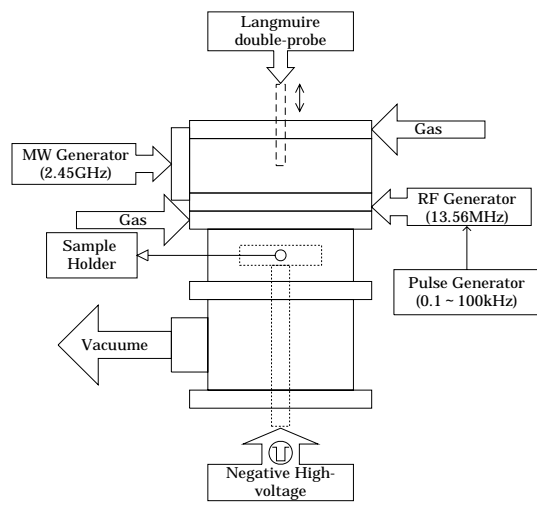 Langmuire
double-probe
Gas
MW Generator
(2.45GHz)
RF Generator
(13.56MHz)
Gas
Sample
Holder
Pulse Generator
(0.1 ~ 100kHz)
Vacuume
Negative High-
voltage